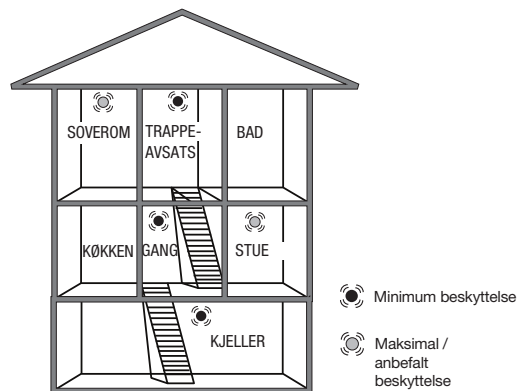 SOVEROM
TRAPPE-
AVSATS
BAD
KØKKEN
GANG
STUE
KJELLER
Minimum beskyttelse
Maksimal /
anbefalt
beskyttelse